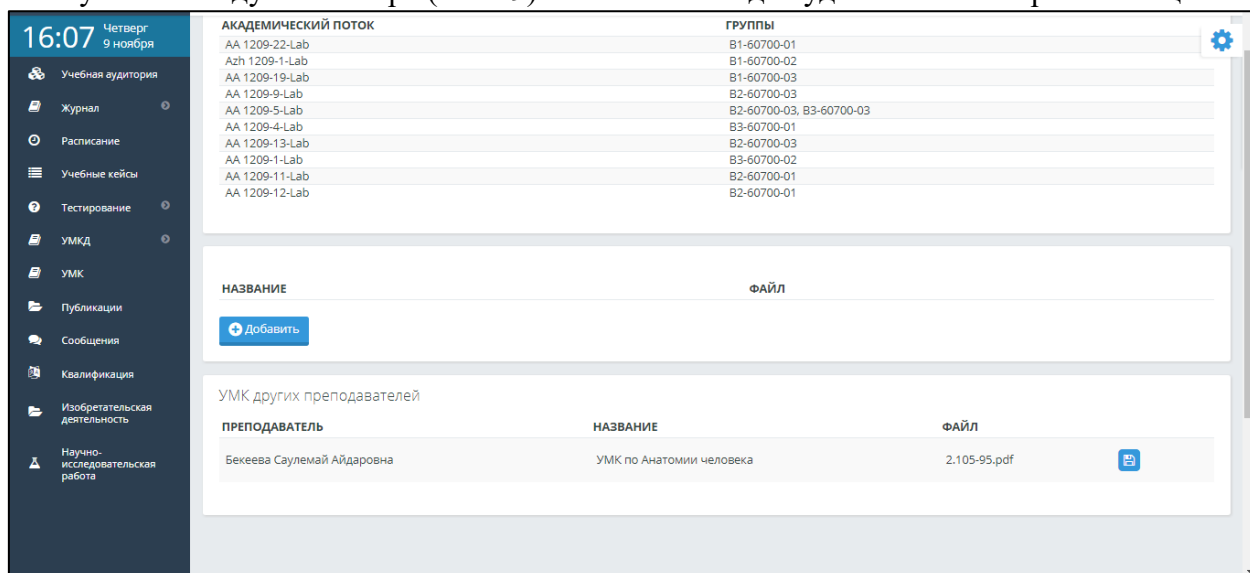 16:07 Четверг
9 ноября
Учебная аудитория
Журнал
Расписание
Учебные кейсы
Тестирование
УМКД
УМК
Публикации
Сообщения
Квалификация
Изобретательская
деятельность
Научно-
исследовательская
работа
АКАДЕМИЧЕСКИЙ ПОТОК ГРУППЫ
AA 1209-22-Lab B1-60700-01
Azh 1209-1-Lab B1-60700-02
AA 1209-19-Lab B1-60700-03
AA 1209-9-Lab B2-60700-03
AA 1209-5-Lab B2-60700-03, B3-60700-03
AA 1209-4-Lab B3-60700-01
AA 1209-13-Lab B2-60700-03
AA 1209-1-Lab B3-60700-02
AA 1209-11-Lab B2-60700-01
AA 1209-12-Lab B2-60700-01
НАЗВАНИЕ ФАЙЛ
Добавить
УМК других преподавателей
ПРЕПОДАВАТЕЛЬ НАЗВАНИЕ ФАЙЛ
Бекеева Саулемай Айдаровна УМК по Анатомии человека 2.105-95.pdf